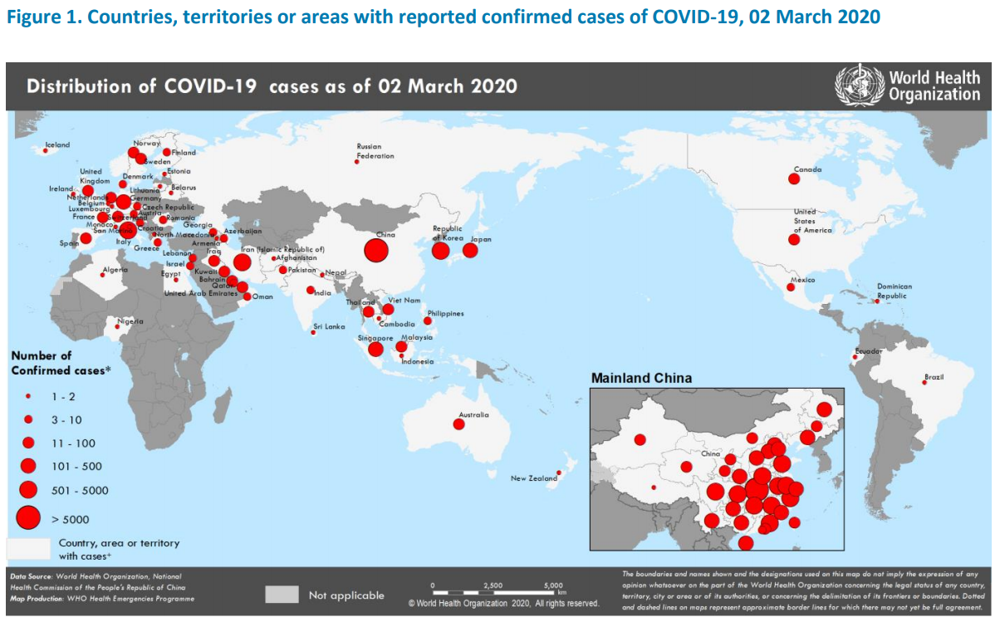 Figure 1. Countries, territories or areas with reported confirmed cases of COVID-19, 02 March 2020
Distribution of COVID-19 cases as of 02 March 2020
World Health
Organization
Iceland
Norway
Finland
Sweden
Russian
Federation
United
Kingdom
Denmark
Estonia
Ireland
Lithuania
Belarus
Netherlands
Germany
Belgium
Czech Republic
Luxembourg
Austria
France
Switzerland
Romania
Monaco
Croatia
San Marino
Italy
Spain
North Macedonia
Greece
Georgia
Azerbaijan
Armenia
Lebanon
Iraq
Iran (Islamic Republic of)
Afghanistan
Israel
Kuwait
Pakistan
Nepal
Algeria
Egypt
Bahrain
Qatar
United Arab Emirates
Oman
India
Nigeria
Sri Lanka
China
Republic
of Korea
Japan
Thailand
Viet Nam
Cambodia
Philippines
Singapore
Malaysia
Indonesia
Australia
New Zealand
Canada
United
States
of America
Mexico
Dominican
Republic
Ecuador
Brazil
Number of
Confirmed cases*
1 - 2
3 - 10
11 - 100
101 - 500
501 - 5000
> 5000
Country, area or territory
with cases+
Mainland China
China
Data Source: World Health Organization, National
Health Commission of the People's Republic of China
Map Production: WHO Health Emergencies Programme
Not applicable
0 2,500 5,000
km
© World Health Organization 2020, All rights reserved.
The boundaries and names shown and the designations used on this map do not imply the expression of any
opinion whatsoever on the part of the World Health Organization concerning the legal status of any country,
territory, city or area or of its authorities, or concerning the delimitation of its frontiers or boundaries. Dotted
and dashed lines on maps represent approximate border lines for which there may not yet be full agreement.